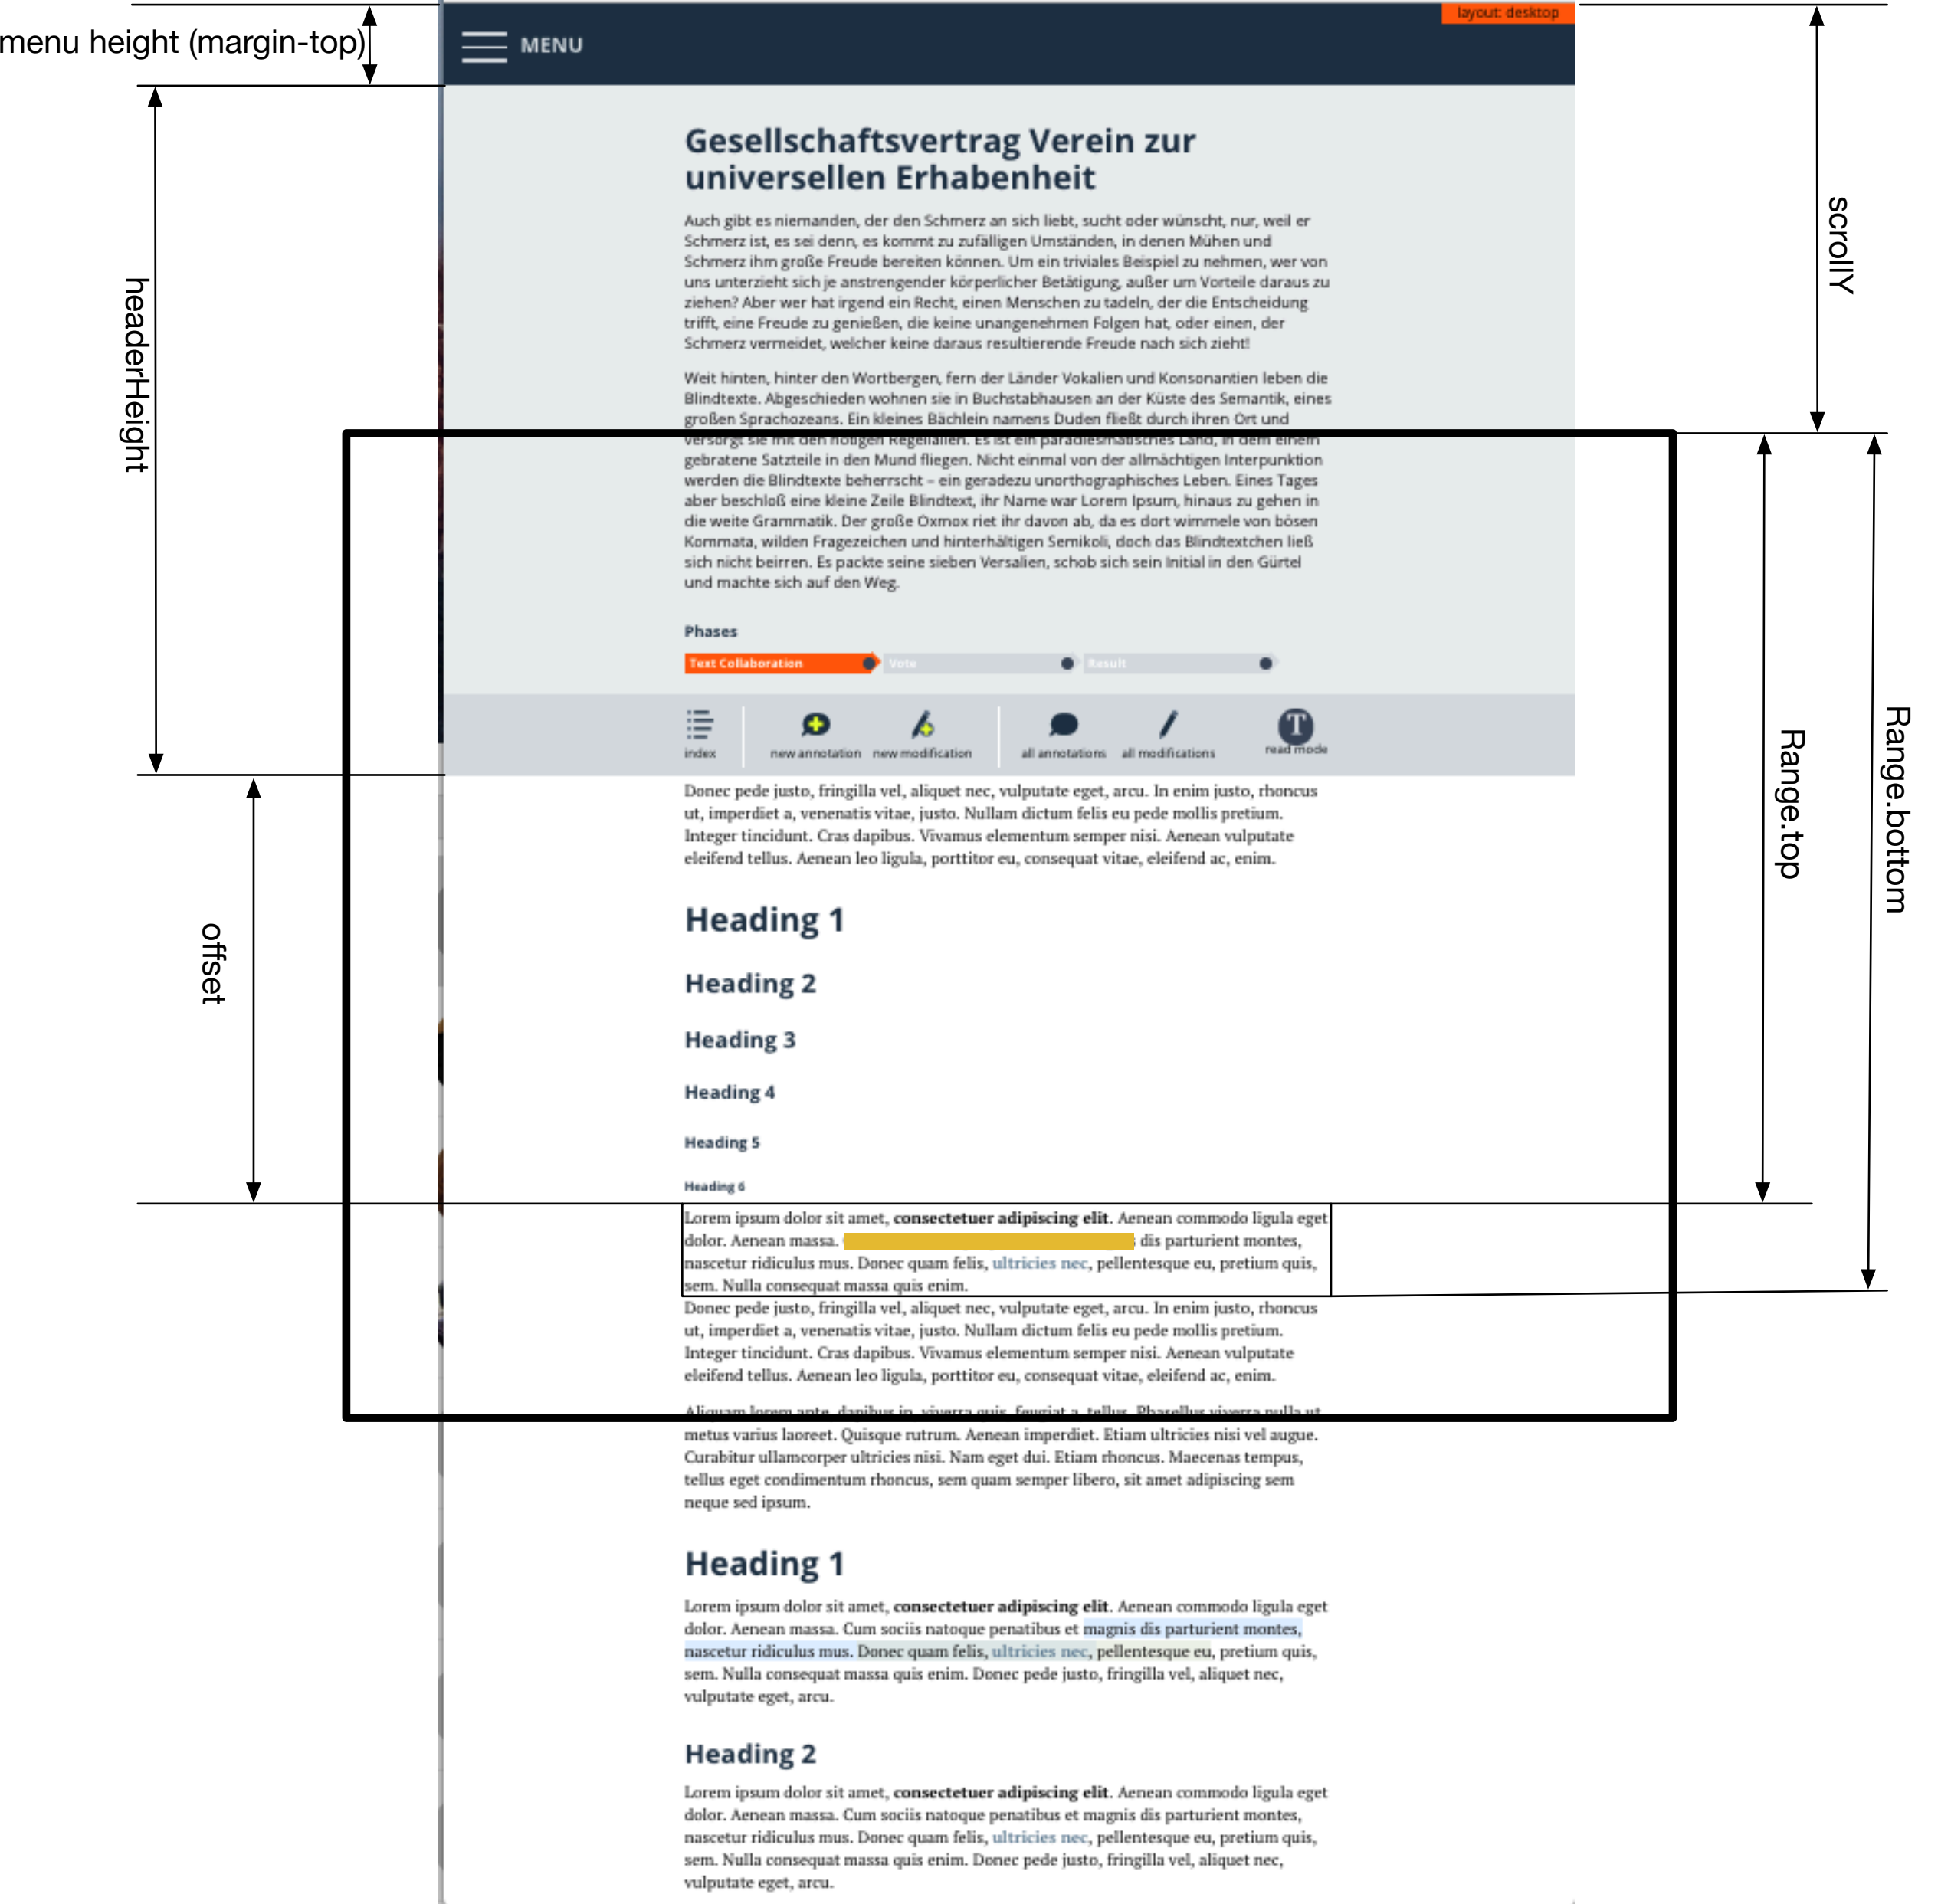 layout: desktop
menu height (margin-top)
MENU
Gesellschaftsvertrag Verein zur
universellen Erhabenheit
Auch gibt es niemanden, der den Schmerz an sich liebt, sucht oder wünscht, nur, weil er
Schmerz ist, es sei denn, es kommt zu zufälligen Umständen, in denen Mühen und
Schmerz ihm große Freude bereiten können. Um ein triviales Beispiel zu nehmen, wer von
uns unterzieht sich je anstrengender körperlicher Betätigung, außer um Vorteile daraus zu
ziehen? Aber wer hat irgend ein Recht, einen Menschen zu tadeln, der die Entscheidung
trifft, eine Freude zu genießen, die keine unangenehmen Folgen hat, oder einen, der
Schmerz vermeidet, welcher keine daraus resultierende Freude nach sich zieht!
scrollY
headerHeight
Weit hinten, hinter den Wortbergen, fern der Länder Vokalien und Konsonantien leben die
Blindtexte. Abgeschieden wohnen sie in Buchstabhausen an der Küste des Semantik, eines
großen Sprachozeans. Ein kleines Bächlein namens Duden fließt durch ihren Ort und
versorgt sie mit den nötigen Regelialien. Es ist ein paradiesmatisches Land, in dem einem
gebratene Satzteile in den Mund fliegen. Nicht einmal von der allmächtigen Interpunktion
werden die Blindtexte beherrscht – ein geradezu unorthographisches Leben. Eines Tages
aber beschloß eine kleine Zeile Blindtext, ihr Name war Lorem Ipsum, hinaus zu gehen in
die weite Grammatik. Der große Oxmox riet ihr davon ab, da es dort wimmele von bösen
Kommata, wilden Fragezeichen und hinterhältigen Semikoli, doch das Blindtextchen ließ
sich nicht beirren. Es packte seine sieben Versalien, schob sich sein Initial in den Gürtel
und machte sich auf den Weg.
Phases
Text Collaboration Vote Result
T
index new annotation new modification all annotations all modifications read mode
Range.top
Range.bottom
Donec pede justo, fringilla vel, aliquet nec, vulputate eget, arcu. In enim justo, rhoncus
ut, imperdiet a, venenatis vitae, justo. Nullam dictum felis eu pede mollis pretium.
Integer tincidunt. Cras dapibus. Vivamus elementum semper nisi. Aenean vulputate
eleifend tellus. Aenean leo ligula, porttitor eu, consequat vitae, eleifend ac, enim.
Heading 1
offset
Heading 2
Heading 3
Heading 4
Heading 5
Heading 6
Lorem ipsum dolor sit amet, consectetuer adipiscing elit. Aenean commodo ligula eget
dolor. Aenean massa. dis parturient montes,
nascetur ridiculus mus. Donec quam felis, ultricies nec, pellentesque eu, pretium quis,
sem. Nulla consequat massa quis enim.
Donec pede justo, fringilla vel, aliquet nec, vulputate eget, arcu. In enim justo, rhoncus
ut, imperdiet a, venenatis vitae, justo. Nullam dictum felis eu pede mollis pretium.
Integer tincidunt. Cras dapibus. Vivamus elementum semper nisi. Aenean vulputate
eleifend tellus. Aenean leo ligula, porttitor eu, consequat vitae, eleifend ac, enim.
Aliquam lorem ante, dapibus in, viverra quis, feugiat a, tellus. Phasellus viverra nulla ut
metus varius laoreet. Quisque rutrum. Aenean imperdiet. Etiam ultricies nisi vel augue.
Curabitur ullamcorper ultricies nisi. Nam eget dui. Etiam rhoncus. Maecenas tempus,
tellus eget condimentum rhoncus, sem quam semper libero, sit amet adipiscing sem
neque sed ipsum.
Heading 1
Lorem ipsum dolor sit amet, consectetuer adipiscing elit. Aenean commodo ligula eget
dolor. Aenean massa. Cum sociis natoque penatibus et magnis dis parturient montes,
nascetur ridiculus mus. Donec quam felis, ultricies nec, pellentesque eu, pretium quis,
sem. Nulla consequat massa quis enim. Donec pede justo, fringilla vel, aliquet nec,
vulputate eget, arcu.
Heading 2
Lorem ipsum dolor sit amet, consectetuer adipiscing elit. Aenean commodo ligula eget
dolor. Aenean massa. Cum sociis natoque penatibus et magnis dis parturient montes,
nascetur ridiculus mus. Donec quam felis, ultricies nec, pellentesque eu, pretium quis,
sem. Nulla consequat massa quis enim. Donec pede justo, fringilla vel, aliquet nec,
vulputate eget, arcu.